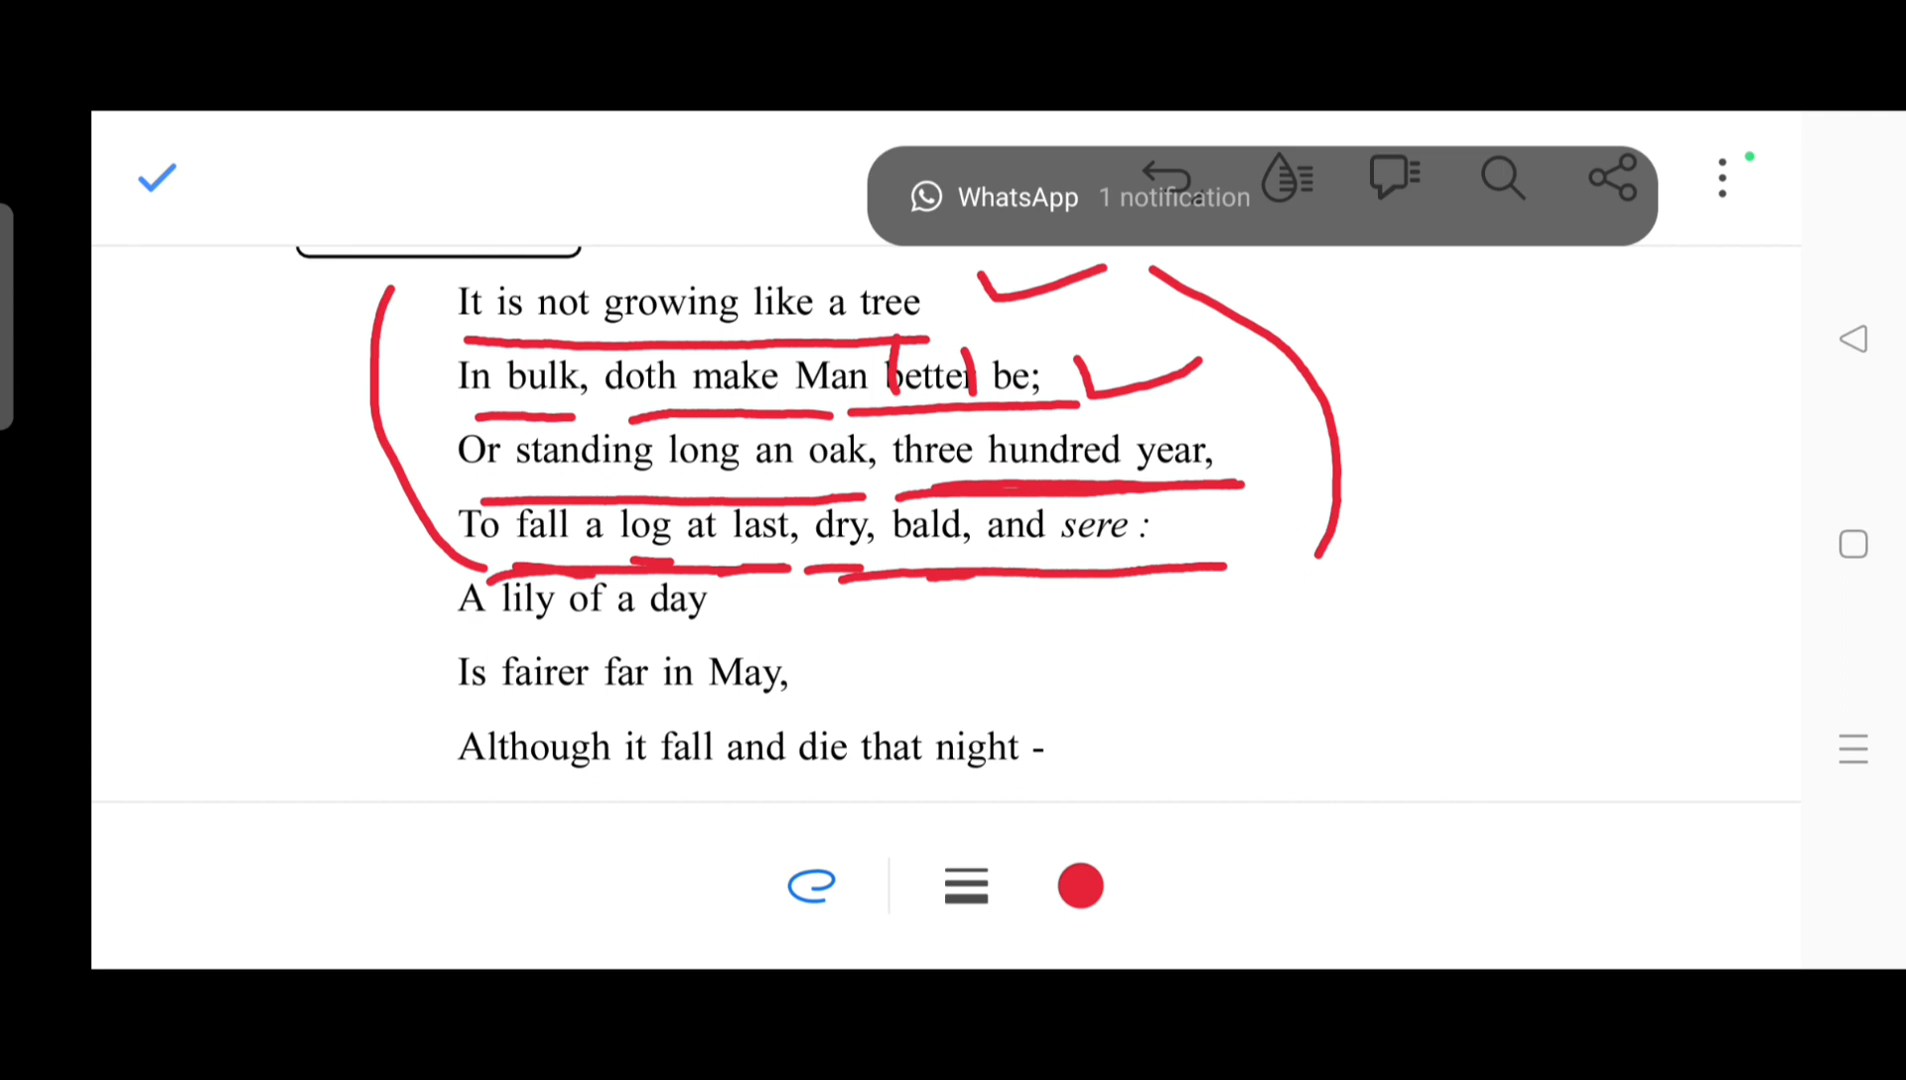 WhatsApp 1 notification
It is not growing like a tree
In bulk, doth make Man better be;
Or standing long an oak, three hundred year,
To fall a log at last, dry, bald, and sere :
A lily of a day
Is fairer far in May,
Although it fall and die that night -